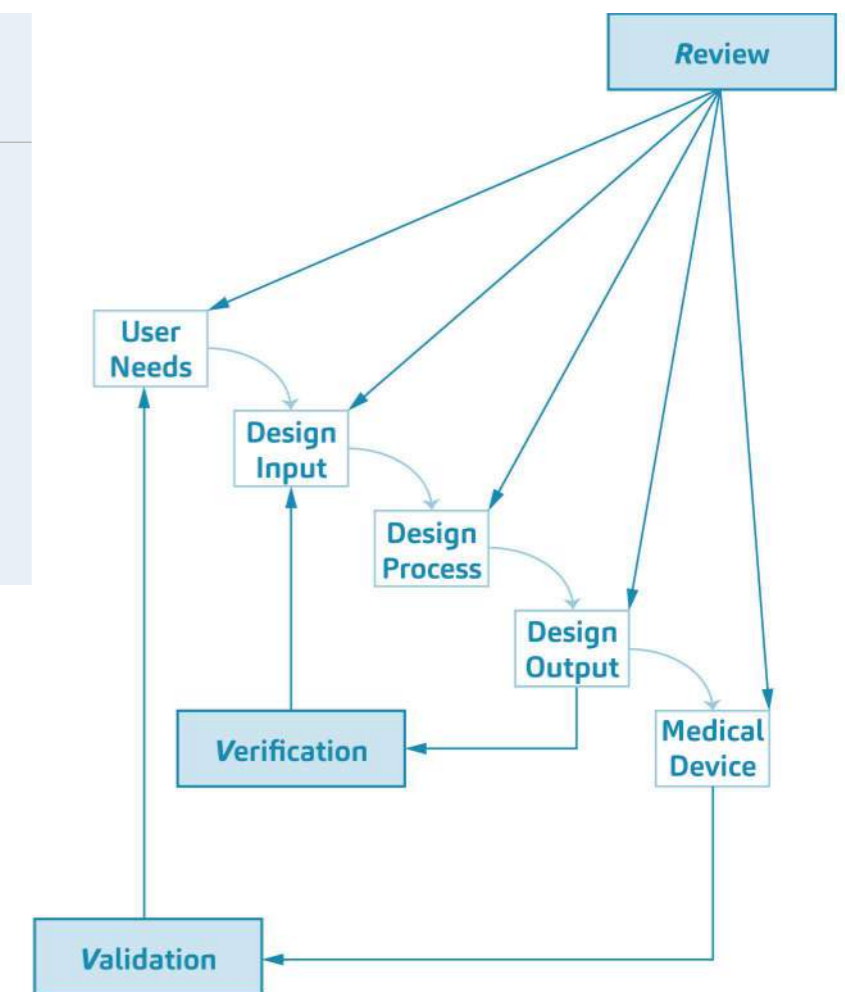 Review
User
Needs
Design
Input
Design
Process
Design
Output
Verification
Medical
Device
Validation